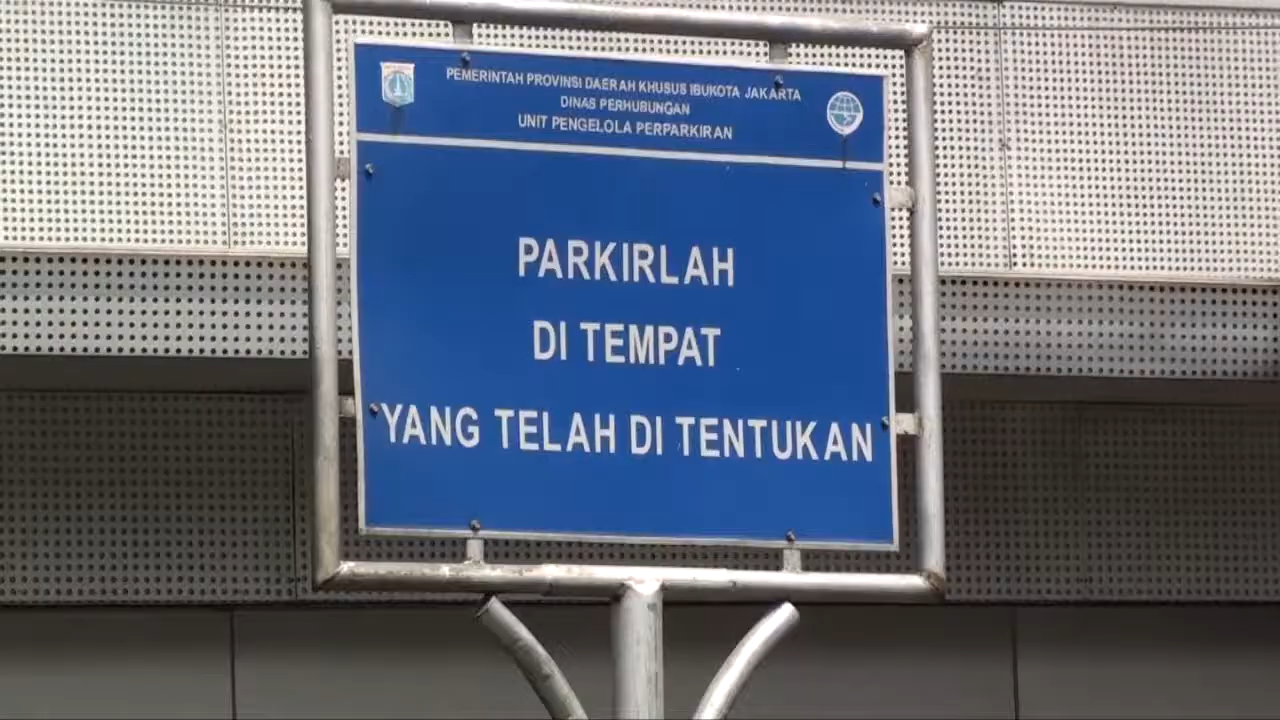 PEMERINTAH PROVINSI DAERAH KHUSUS IBUKOTA JAKARTA
DINAS PERHUBUNGAN
UNIT PENGELOLA PERPARKIRAN
PARKIRLAH
DI TEMPAT
YANG TELAH DI TENTUKAN